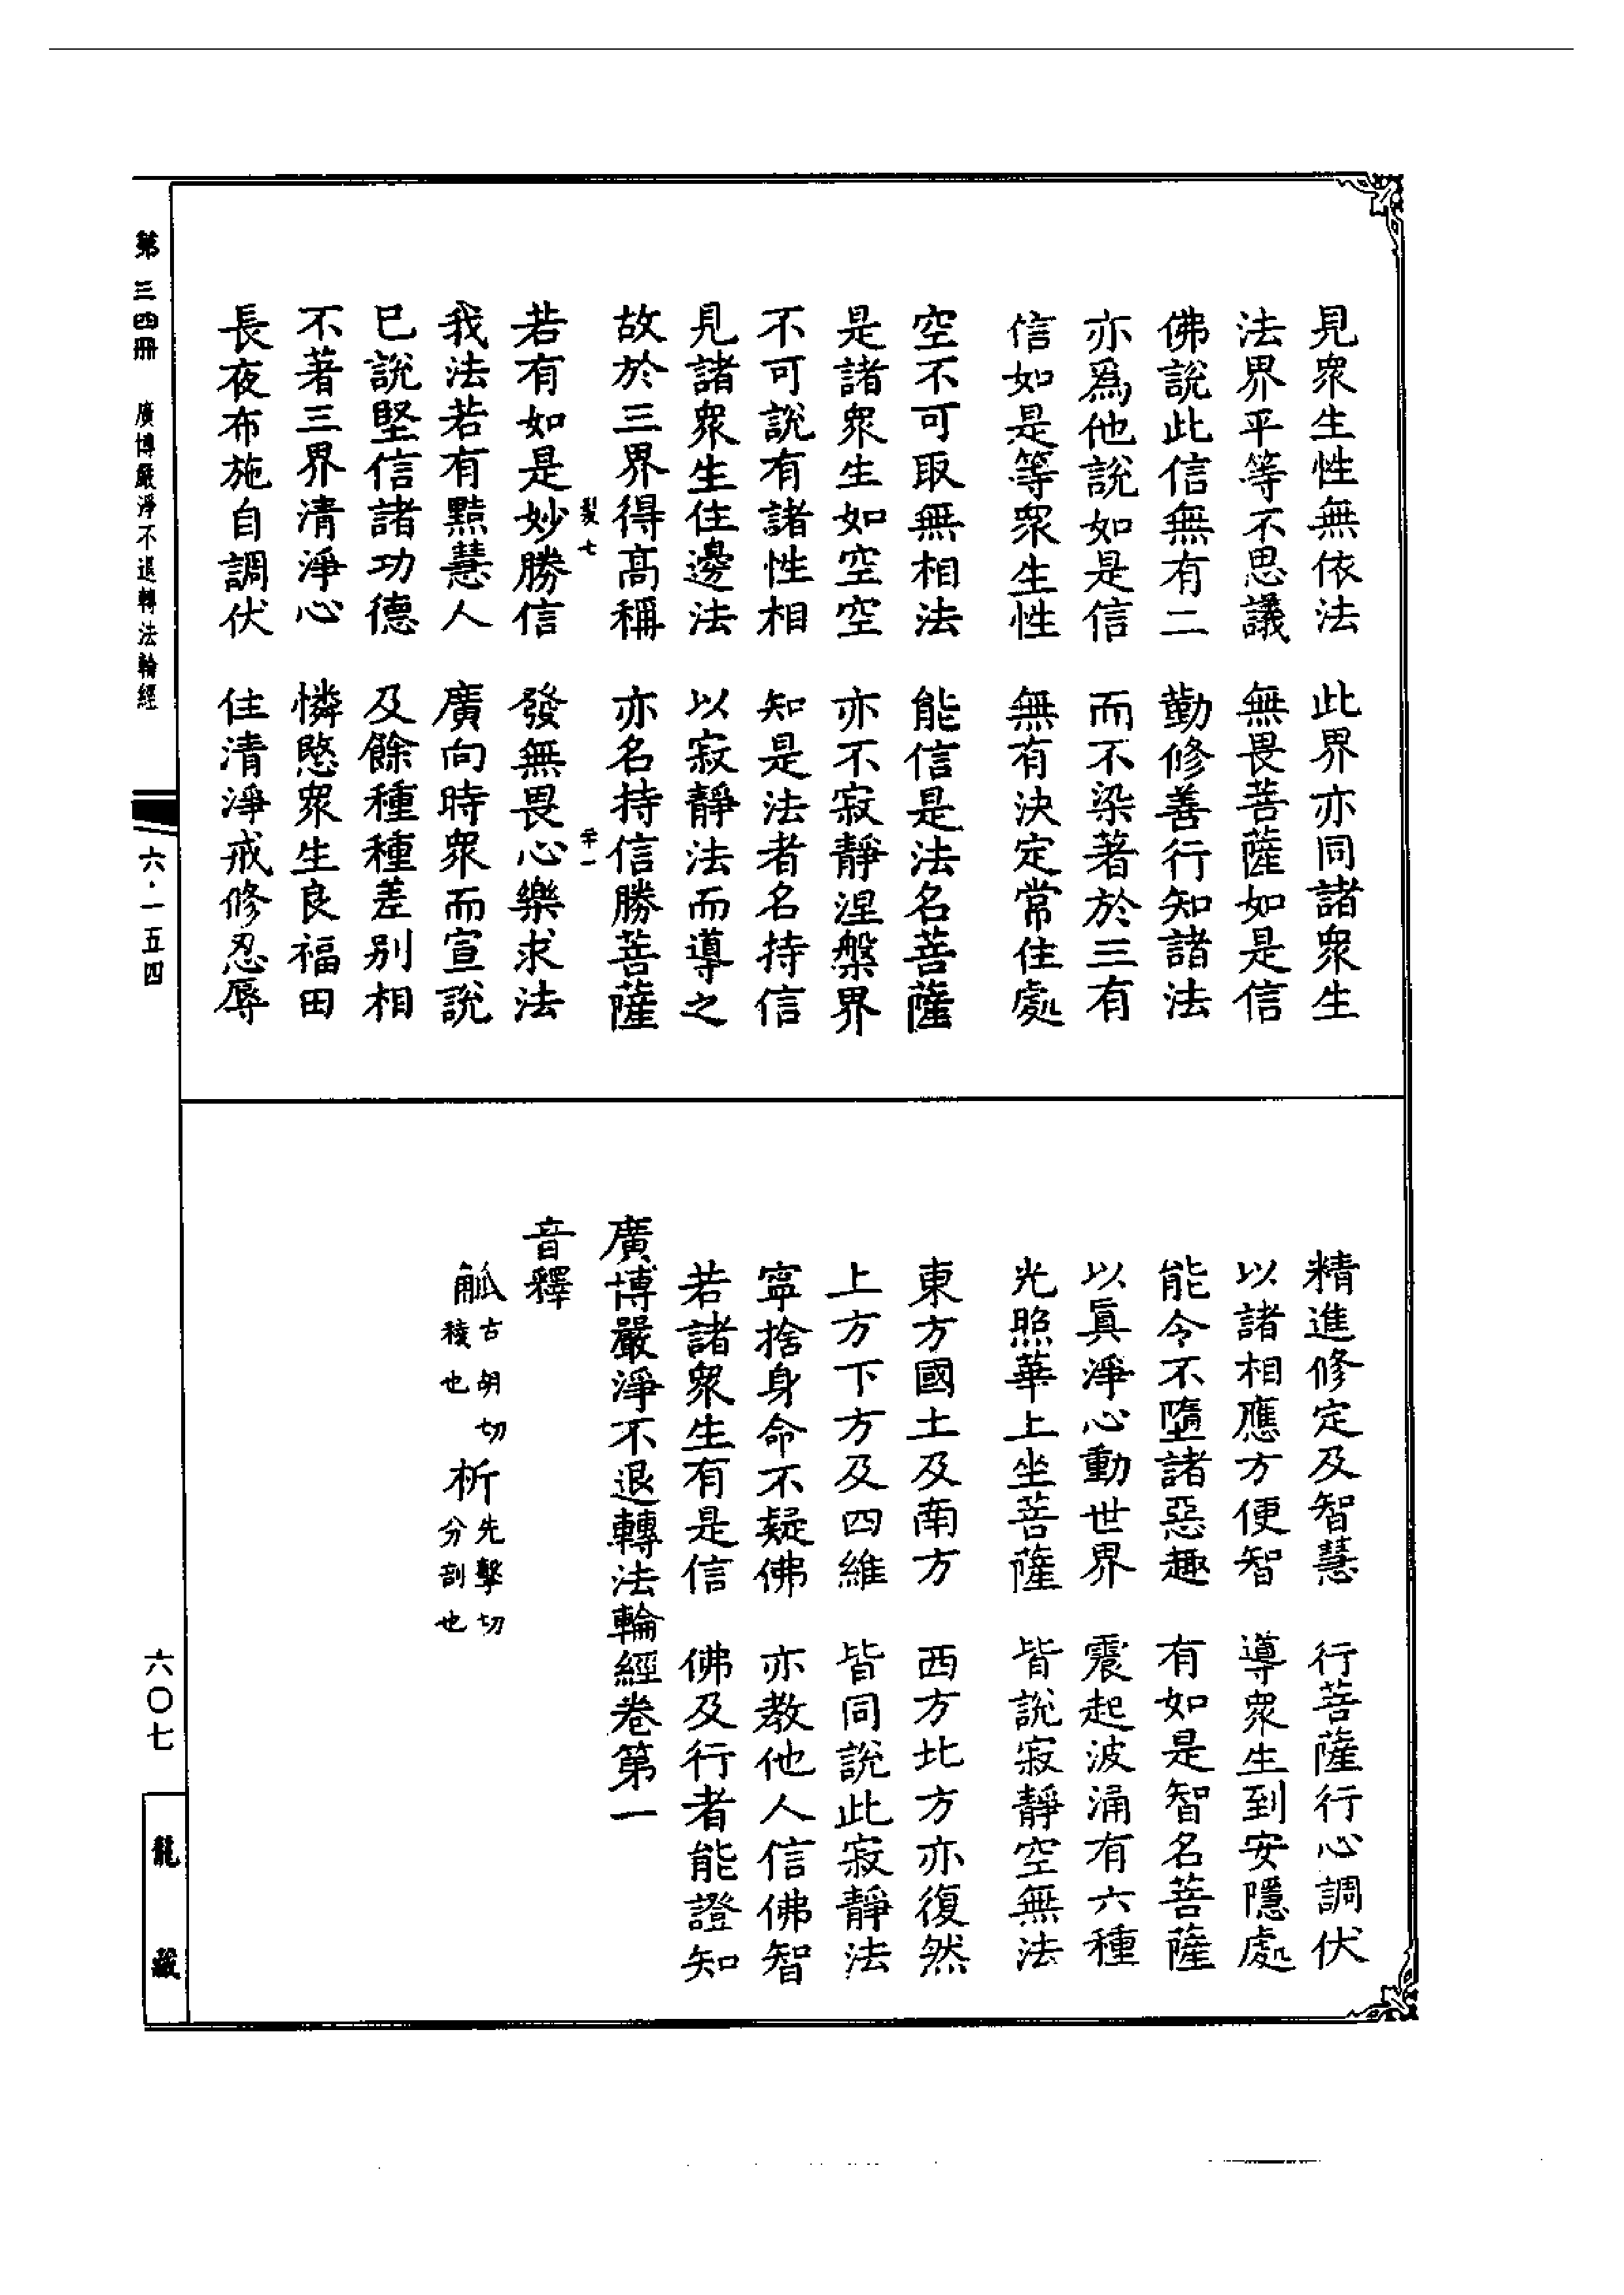 見衆生性無依法　此界亦同諸衆生
法界平等不思議　無畏菩薩如是信
佛說此信無有二　勤修善行知諸法
亦爲他說如是信　而不染著於三有
信如是等衆生性　無有決定常住處
空不可取無相法　能信是法名菩薩
是諸衆生如空空　亦不寂靜涅槃界
不可說有諸性相　知是法者名持信
見諸衆生住邊法　以寂靜法而導之
故於三界得高稱　亦名持信勝菩薩
若有如是妙勝信　發無畏心樂求法
我法若有黠慧人　廣向時衆而宣說
已說堅信諸功德　及餘種種差别相
不著三界清淨心　憐愍衆生良福田
長夜布施自調伏　住清淨戒修忍辱
精進修定及智慧　行菩薩行心調伏
以諸相應方便智　導衆生到安隱處
能令不墮諸惡趣　有如是智名菩薩
以眞淨心動世界　震起波涌有六種
光照華上坐菩薩　皆說寂靜空無法
東方國土及南方　西方北方亦復然
上方下方及四維　皆同說此寂靜法
寧捨身命不疑佛　亦教他人信佛智
若諸衆生有是信　佛及行者能證知
廣博嚴淨不退轉法輪經卷第一
音釋
觚古胡切稜也　析先擊切分剖也
第三四冊　廣博嚴淨不退轉法輪經
六·一五四
六〇七
龍藏